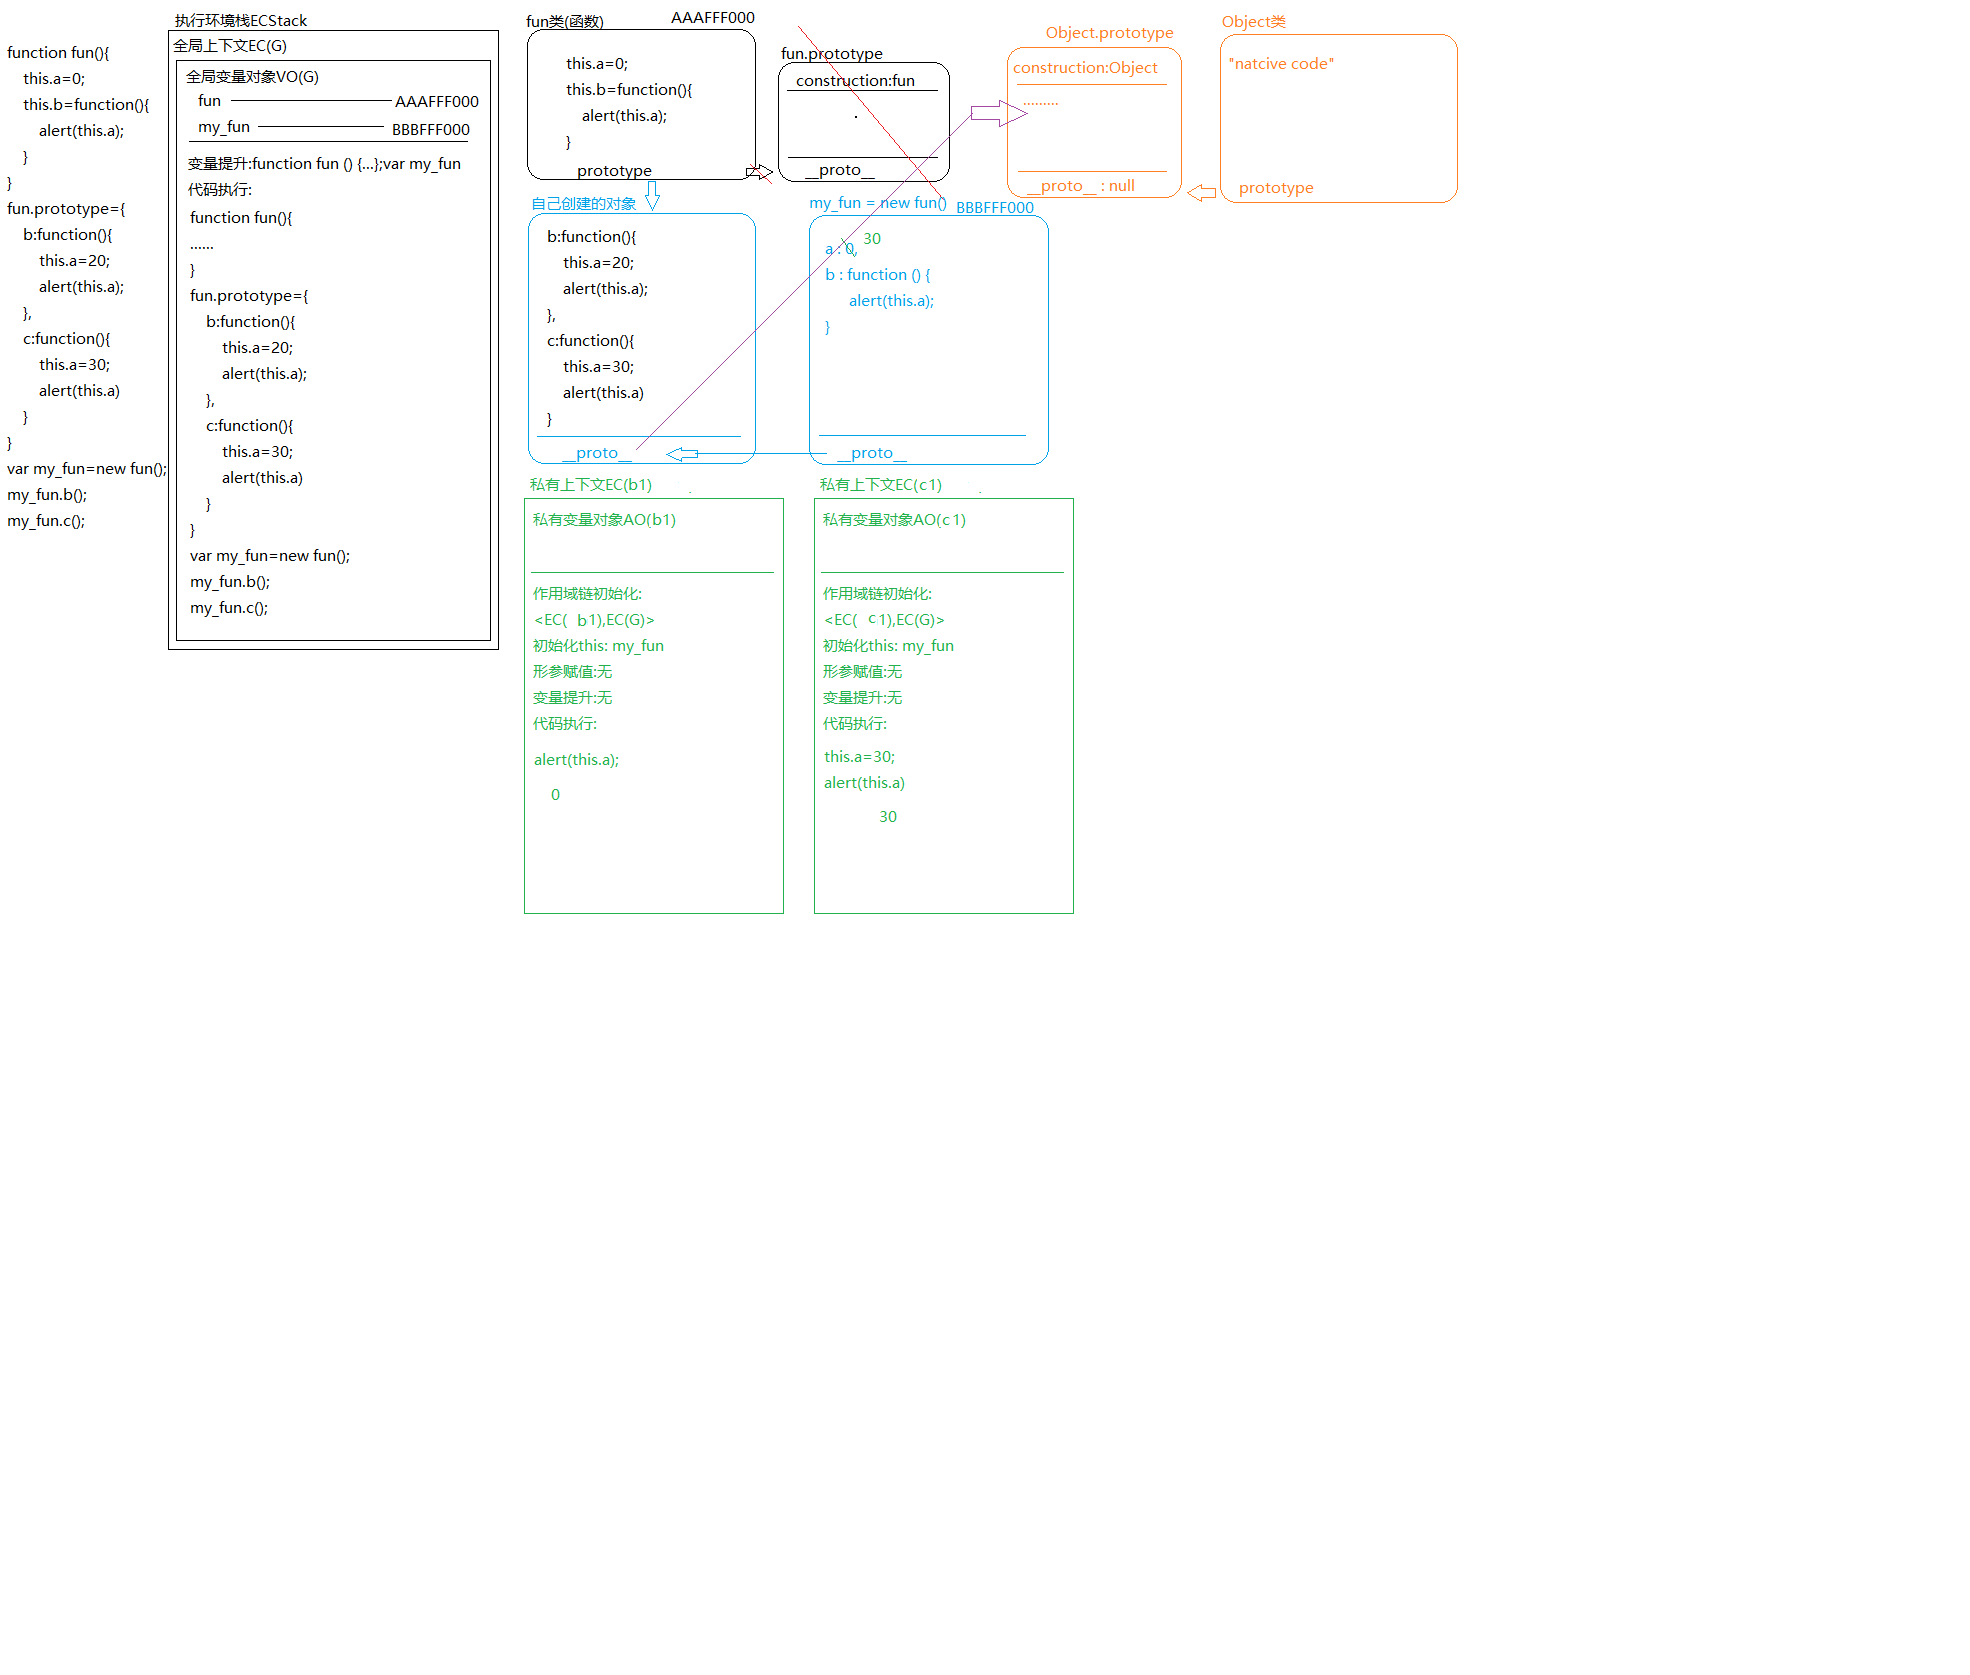 function fun(){
this.a=0;
this.b=function(){
alert(this.a);
}
}
fun.prototype={
b:function(){
this.a=20;
alert(this.a);
},
c:function(){
this.a=30;
alert(this.a)
}
}
var my_fun=new fun();
my_fun.b();
my_fun.c();
执行环境栈ECStack
全局上下文EC(G)
全局变量对象VO(G)
fun AAAFFF000
my_fun BBBFFF000
变量提升:function fun () {...};var my_fun
代码执行:
function fun(){
......
}
fun.prototype={
b:function(){
this.a=20;
alert(this.a);
},
c:function(){
this.a=30;
alert(this.a)
}
}
var my_fun=new fun();
my_fun.b();
my_fun.c();
fun类(函数) AAAFFF000
this.a=0;
this.b=function(){
alert(this.a);
}
prototype
fun.prototype
construction:fun
__proto__
Object.prototype
construction:Object
.........
__proto__ : null
Object类
"natcive code"
prototype
自己创建的对象
b:function(){
this.a=20;
alert(this.a);
},
c:function(){
this.a=30;
alert(this.a)
}
__proto__
my_fun = new fun() BBBFFF000
30
a : 0,
b : function () {
alert(this.a);
}
__proto__
私有上下文EC(b1)
私有变量对象AO(b1)
作用域链初始化:
<EC( b1),EC(G)>
初始化this: my_fun
形参赋值:无
变量提升:无
代码执行:
alert(this.a);
0
私有上下文EC(c1)
私有变量对象AO(c1)
作用域链初始化:
<EC( c1),EC(G)>
初始化this: my_fun
形参赋值:无
变量提升:无
代码执行:
this.a=30;
alert(this.a)
30